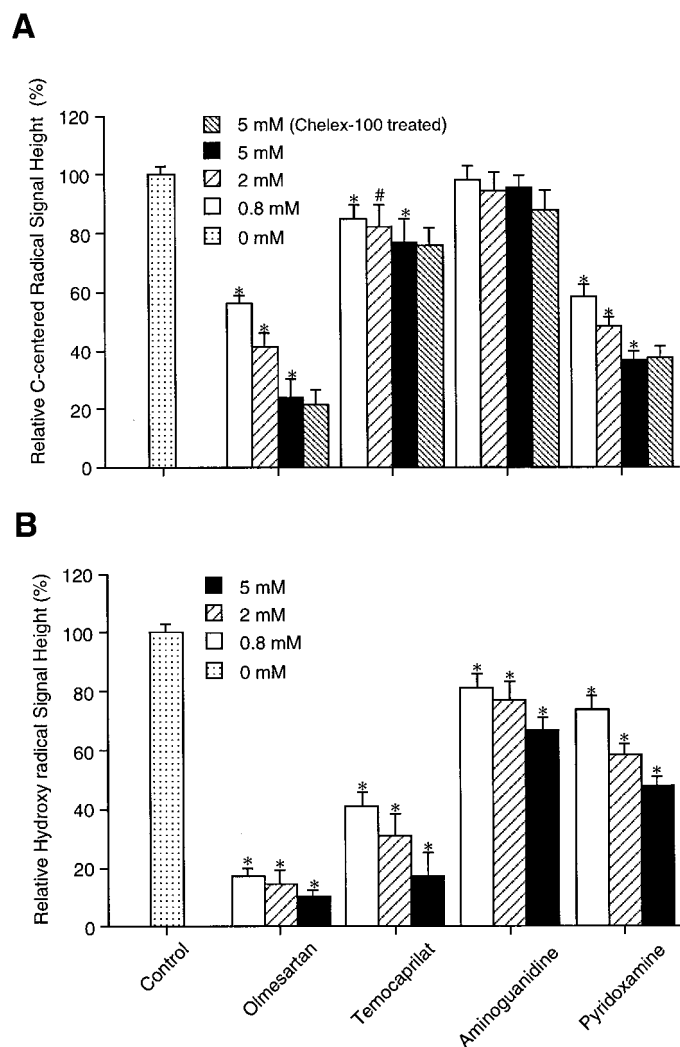 A
Relative C-centered Radical Signal Height (%)
120
100
80
60
40
20
0
5 mM (Chelex-100 treated)
5 mM
2 mM
0.8 mM
0 mM
*
*
*
*
#
*
*
*
*
B
Relative Hydroxy radical Signal Height (%)
120
100
80
60
40
20
0
5 mM
2 mM
0.8 mM
0 mM
*
*
*
*
*
*
*
*
*
*
*
*
Control
Olmesartan
Temocaprilat
Aminoguanidine
Pyridoxamine